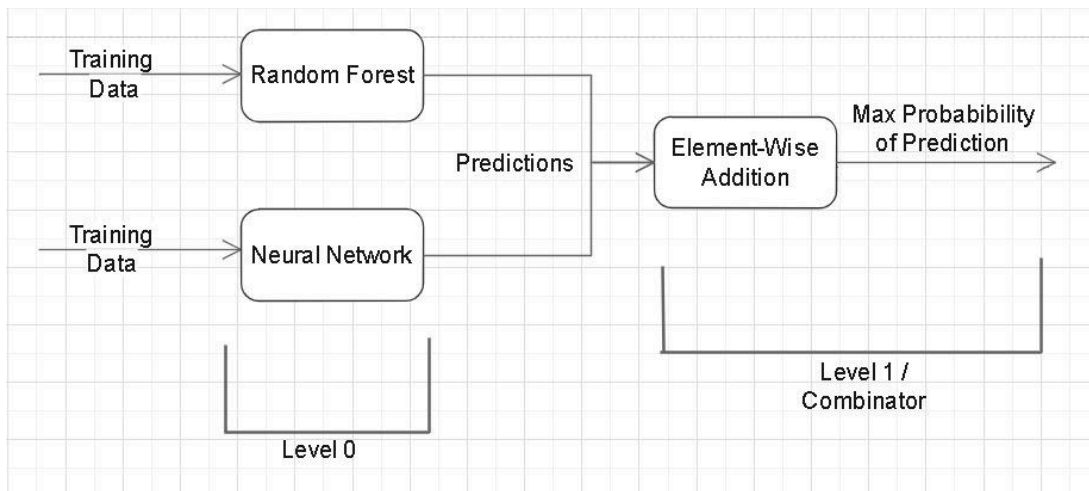 Training
Data
Random Forest
Predictions
Element-Wise
Addition
Max Probabibility
of Prediction
Training
Data
Neural Network
Level 0
Level 1 /
Combinator